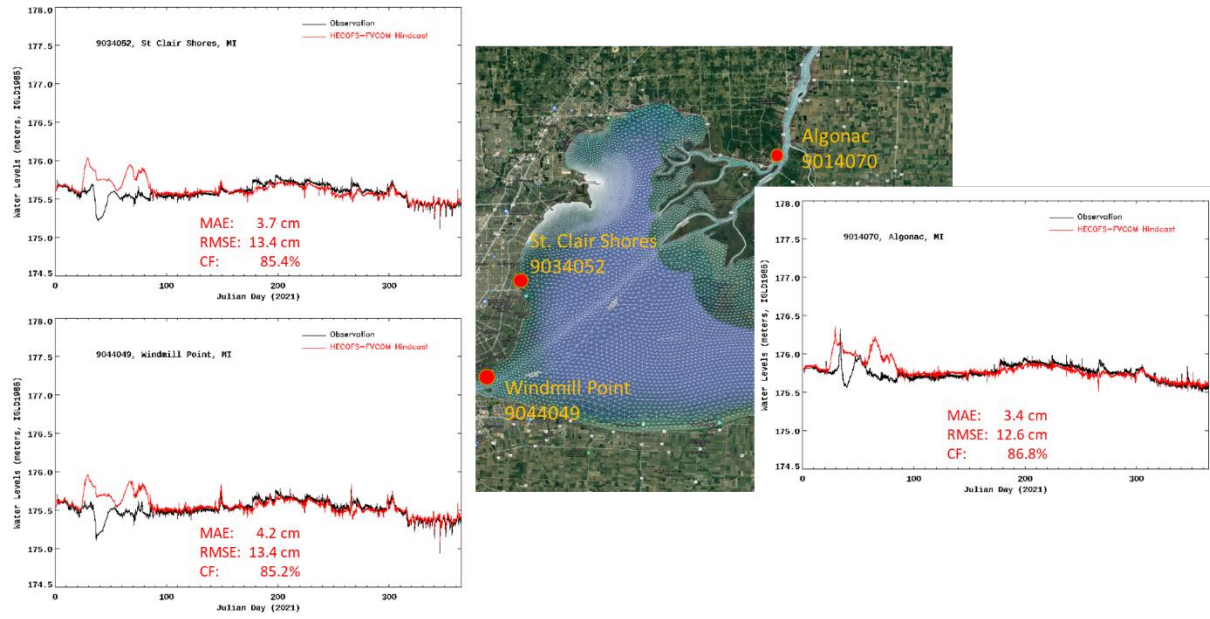 178.0
177.5
177.0
176.5
176.0
175.5
175.0
174.5
Water Levels (meters, IGLD1985)
Observation
HECOFS-FVCOM Hindcast
9034052, St Clair Shores, MI
MAE: 3.7 cm
RMSE: 13.4 cm
CF: 85.4%
0 100 200 300
Julian Day (2021)
178.0
177.5
177.0
176.5
176.0
175.5
175.0
174.5
Water Levels (meters, IGLD1985)
Observation
HECOFS-FVCOM Hindcast
9044049, Windmill Point, MI
MAE: 4.2 cm
RMSE: 13.4 cm
CF: 85.2%
0 100 200 300
Julian Day (2021)
Algonac
9014070
St. Clair Shores
9034052
Windmill Point
9044049
178.0
177.5
177.0
176.5
176.0
175.5
175.0
174.5
Water Levels (meters, IGLD1985)
Observation
HECOFS-FVCOM Hindcast
9014070, Algonac, MI
MAE: 3.4 cm
RMSE: 12.6 cm
CF: 86.8%
0 100 200 300
Julian Day (2021)